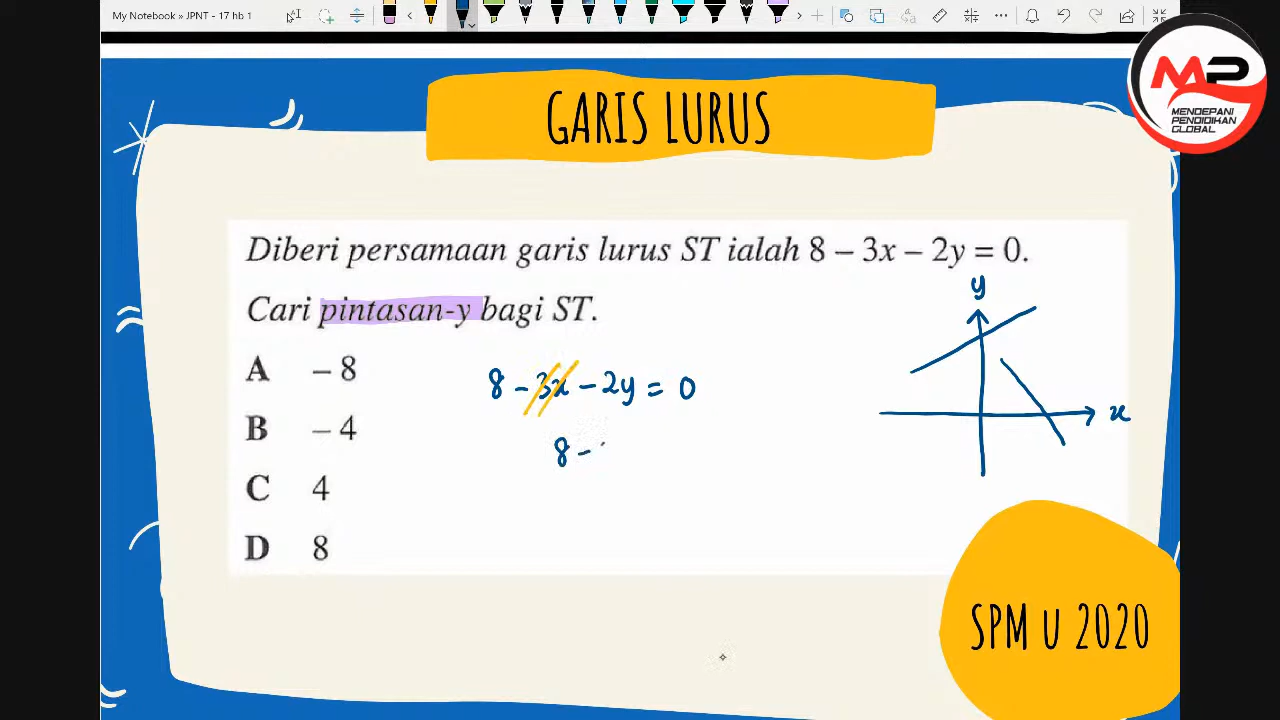 My Notebook » JPNT - 17 hb 1
MP
MENDEPANI
PENDIDIKAN
GLOBAL
GARIS LURUS
Diberi persamaan garis lurus ST ialah 8 – 3x – 2y = 0.
Cari pintasan-y bagi ST.
A – 8
B – 4
C 4
D 8
8 - 3x - 2y = 0
8 -
y
x
SPM U 2020